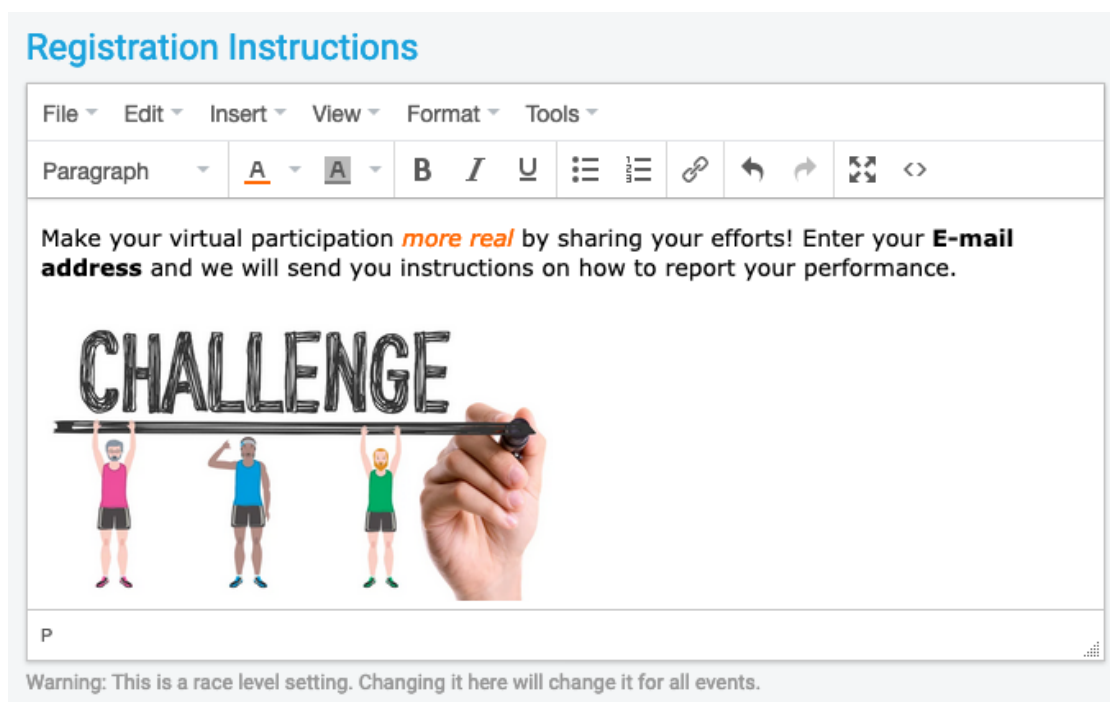 Registration Instructions
File Edit Insert View Format Tools
Paragraph A A B I U
Make your virtual participation more real by sharing your efforts! Enter your E-mail
address and we will send you instructions on how to report your performance.
CHALLENGE
P
Warning: This is a race level setting. Changing it here will change it for all events.